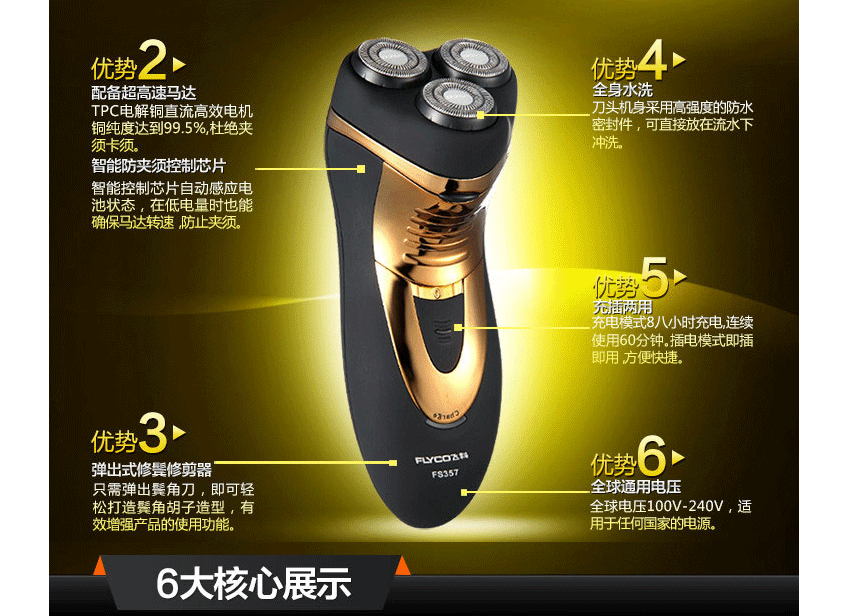 优势2
配备超高速马达
TPC电解铜直流高效电机
铜纯度达到99.5%,杜绝夹
须卡须。
智能防夹须控制芯片
智能控制芯片自动感应电
池状态，在低电量时也能
确保马达转速 ,防止夹须。
优势3
弹出式修鬓修剪器
只需弹出鬓角刀，即可轻
松打造鬓角胡子造型，有
效增强产品的使用功能。
优势4
全身水洗
刀头机身采用高强度的防水
密封件，可直接放在流水下
冲洗。
优势5
充插两用
充电模式8八小时充电,连续
使用60分钟。插电模式即插
即用 ,方便快捷。
优势6
全球通用电压
全球电压100V-240V，适
用于任何国家的电源。
Charge
FLYCO飞科
FS357
6大核心展示